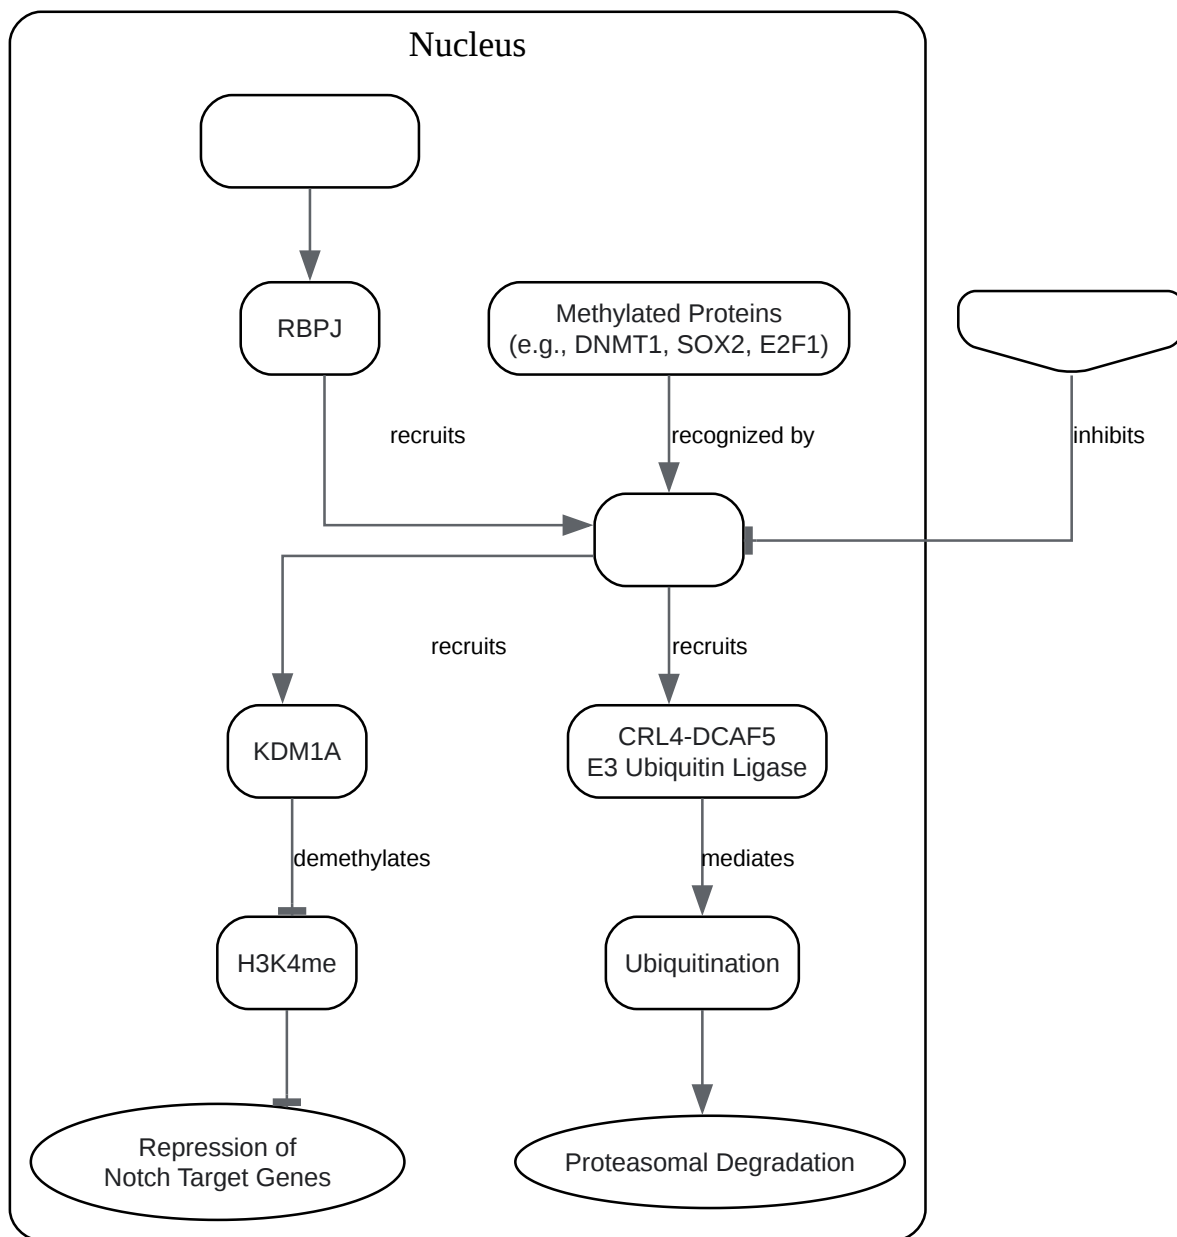 Nucleus
RBPJ
Methylated Proteins
(e.g., DNMT1, SOX2, E2F1)
recruits
recognized by
inhibits
recruits
recruits
KDM1A
CRL4-DCAF5
E3 Ubiquitin Ligase
demethylates
mediates
H3K4me
Ubiquitination
Repression of
Notch Target Genes
Proteasomal Degradation